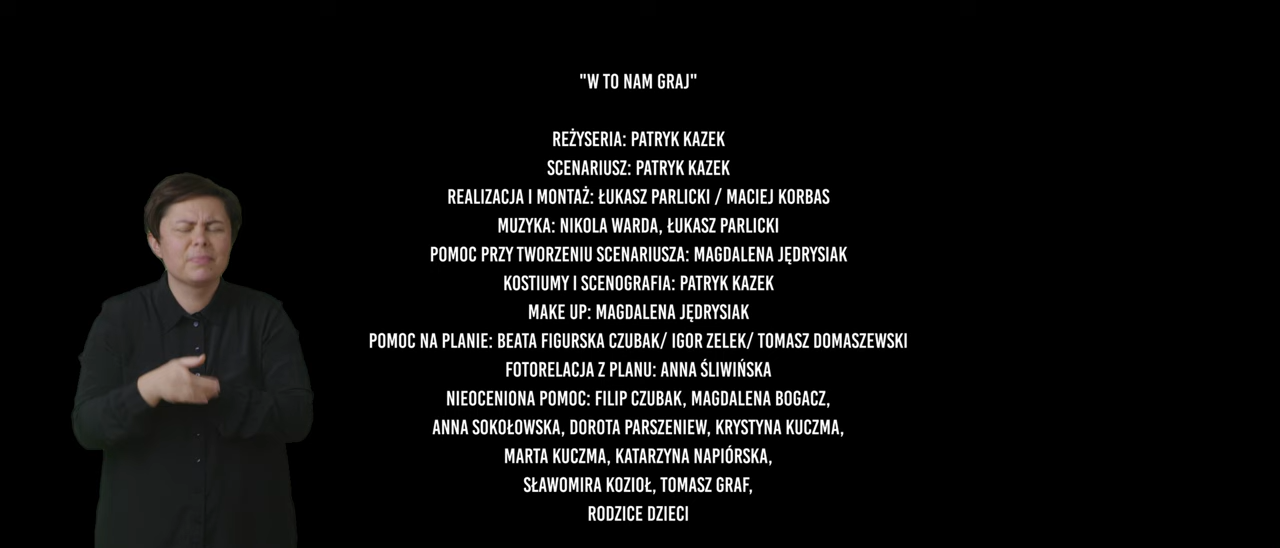 "W TO NAM GRAJ"
REŻYSERIA: PATRYK KAZEK
SCENARIUSZ: PATRYK KAZEK
REALIZACJA I MONTAŻ: ŁUKASZ PARLICKI / MACIEJ KORBAS
MUZYKA: NIKOLA WARDA, ŁUKASZ PARLICKI
POMOC PRZY TWORZENIU SCENARIUSZA: MAGDALENA JĘDRYSIAK
KOSTIUMY I SCENOGRAFIA: PATRYK KAZEK
MAKE UP: MAGDALENA JĘDRYSIAK
POMOC NA PLANIE: BEATA FIGURSKA CZUBAK/ IGOR ZELEK/ TOMASZ DOMASZEWSKI
FOTORELACJA Z PLANU: ANNA ŚLIWIŃSKA
NIEOCENIONA POMOC: FILIP CZUBAK, MAGDALENA BOGACZ,
ANNA SOKOŁOWSKA, DOROTA PARSZENIEW, KRYSTYNA KUCZMA,
MARTA KUCZMA, KATARZYNA NAPIÓRSKA,
SŁAWOMIRA KOZIOŁ, TOMASZ GRAF,
RODZICE DZIECI